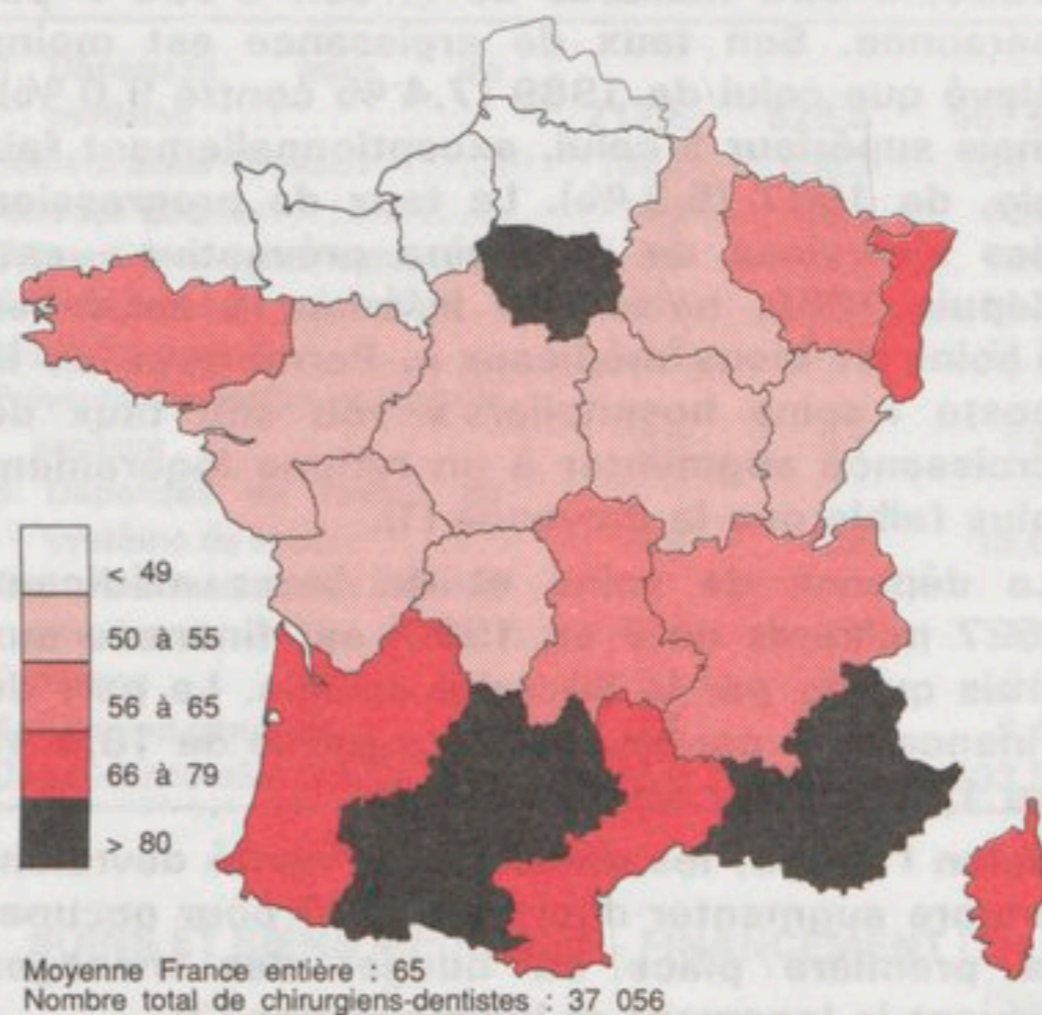 < 49
50 à 55
56 à 65
66 à 79
> 80
Moyenne France entière : 65
Nombre total de chirurgiens-dentistes : 37 056